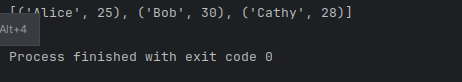 [('Alice', 25), ('Bob', 30), ('Cathy', 28)]
Alt+4
Process finished with exit code 0